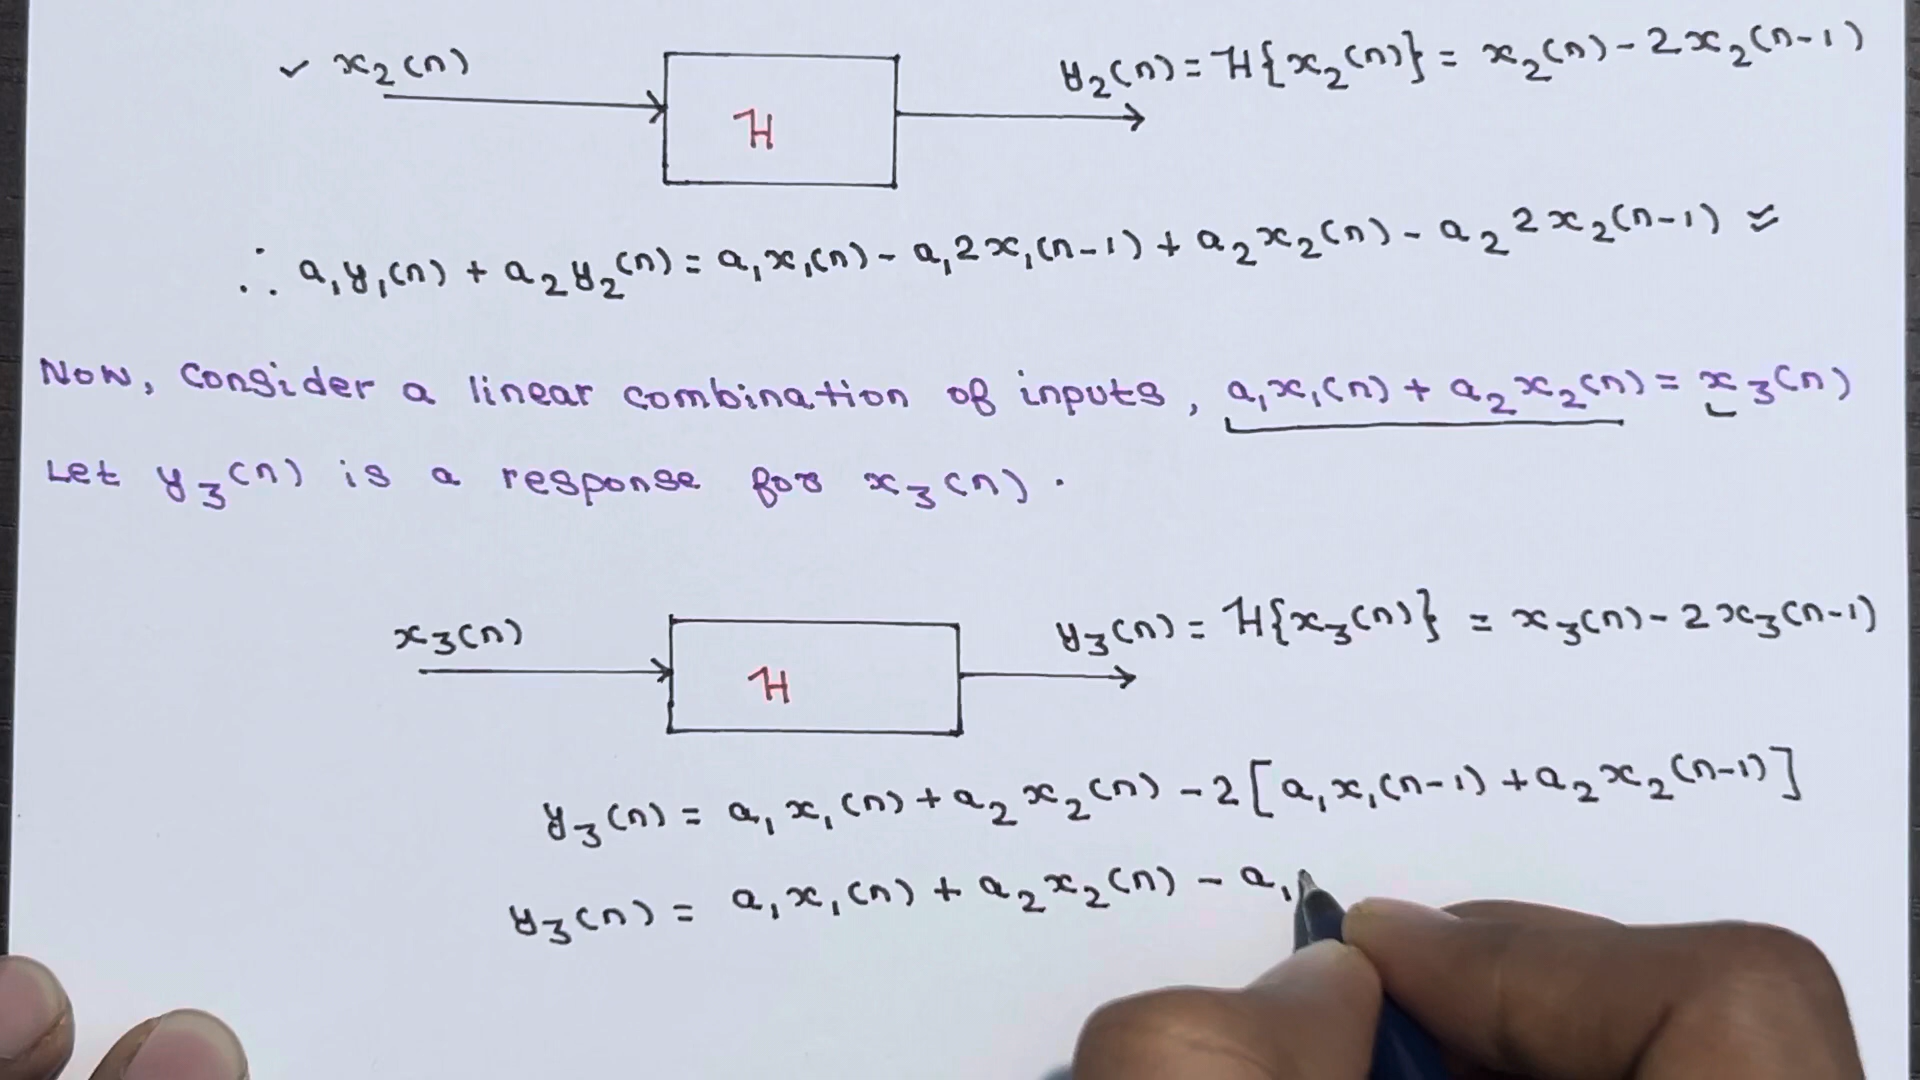 ✓ x₂(n)
H
y₂(n) = H{x₂(n)} = x₂(n) - 2x₂(n-1)
∴ a₁y₁(n) + a₂y₂(n) = a₁x₁(n) - a₁2x₁(n-1) + a₂x₂(n) - a₂2x₂(n-1)
Now, consider a linear combination of inputs, a₁x₁(n) + a₂x₂(n) = x₃(n)
Let y₃(n) is a response for x₃(n).
x₃(n)
H
y₃(n) = H{x₃(n)} = x₃(n) - 2x₃(n-1)
y₃(n) = a₁x₁(n) + a₂x₂(n) - 2[a₁x₁(n-1) + a₂x₂(n-1)]
y₃(n) = a₁x₁(n) + a₂x₂(n) - a₁